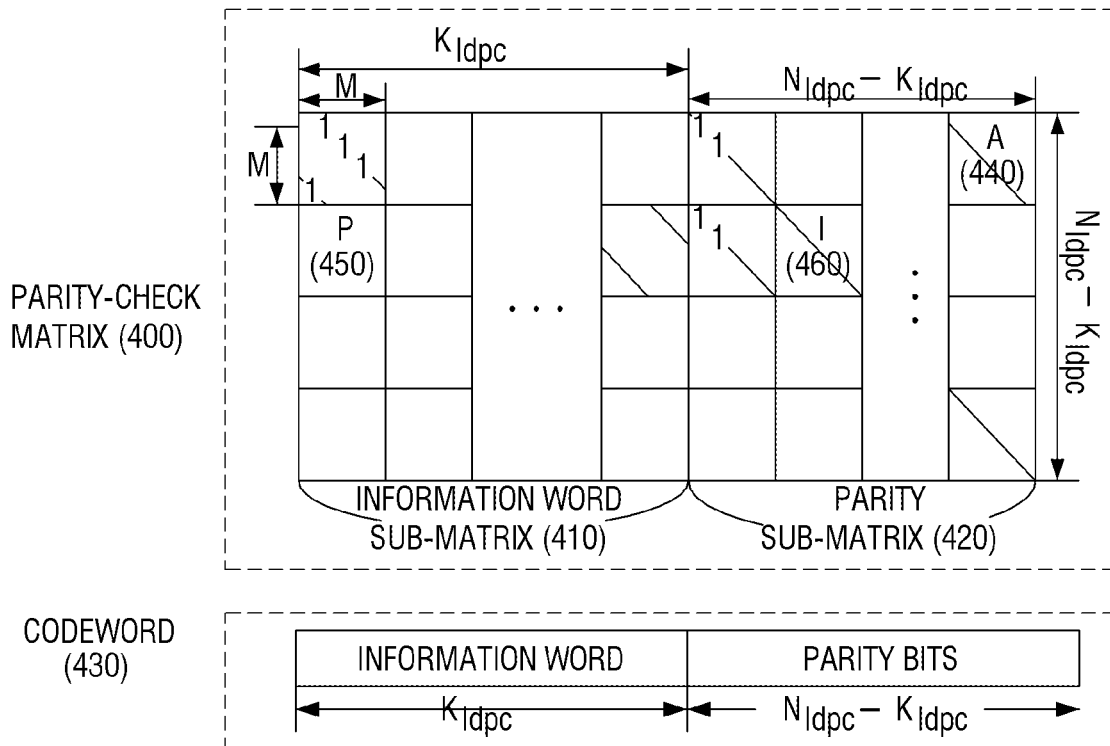 K_ldpc
M
N_ldpc – K_ldpc
1
1
1
1
1
1
A
(440)
M
P
(450)
1
1
I
(460)
N_ldpc – K_ldpc
PARITY-CHECK
MATRIX (400)
. . .
INFORMATION WORD
SUB-MATRIX (410)
PARITY
SUB-MATRIX (420)
CODEWORD
(430)
INFORMATION WORD
PARITY BITS
K_ldpc
N_ldpc – K_ldpc